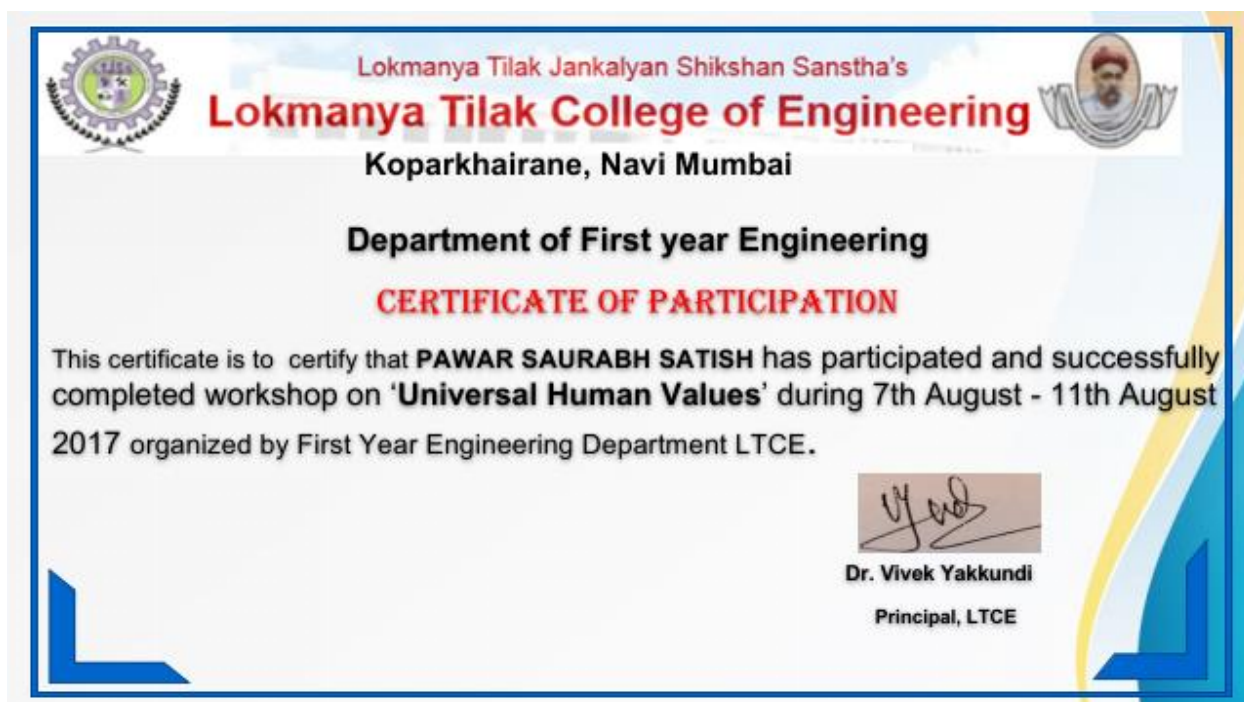 Lokmanya Tilak Jankalyan Shikshan Sanstha's
Lokmanya Tilak College of Engineering
Koparkhairane, Navi Mumbai
Department of First year Engineering
CERTIFICATE OF PARTICIPATION
This certificate is to certify that PAWAR SAURABH SATISH has participated and successfully
completed workshop on ‘Universal Human Values’ during 7th August - 11th August
2017 organized by First Year Engineering Department LTCE.
Dr. Vivek Yakkundi
Principal, LTCE